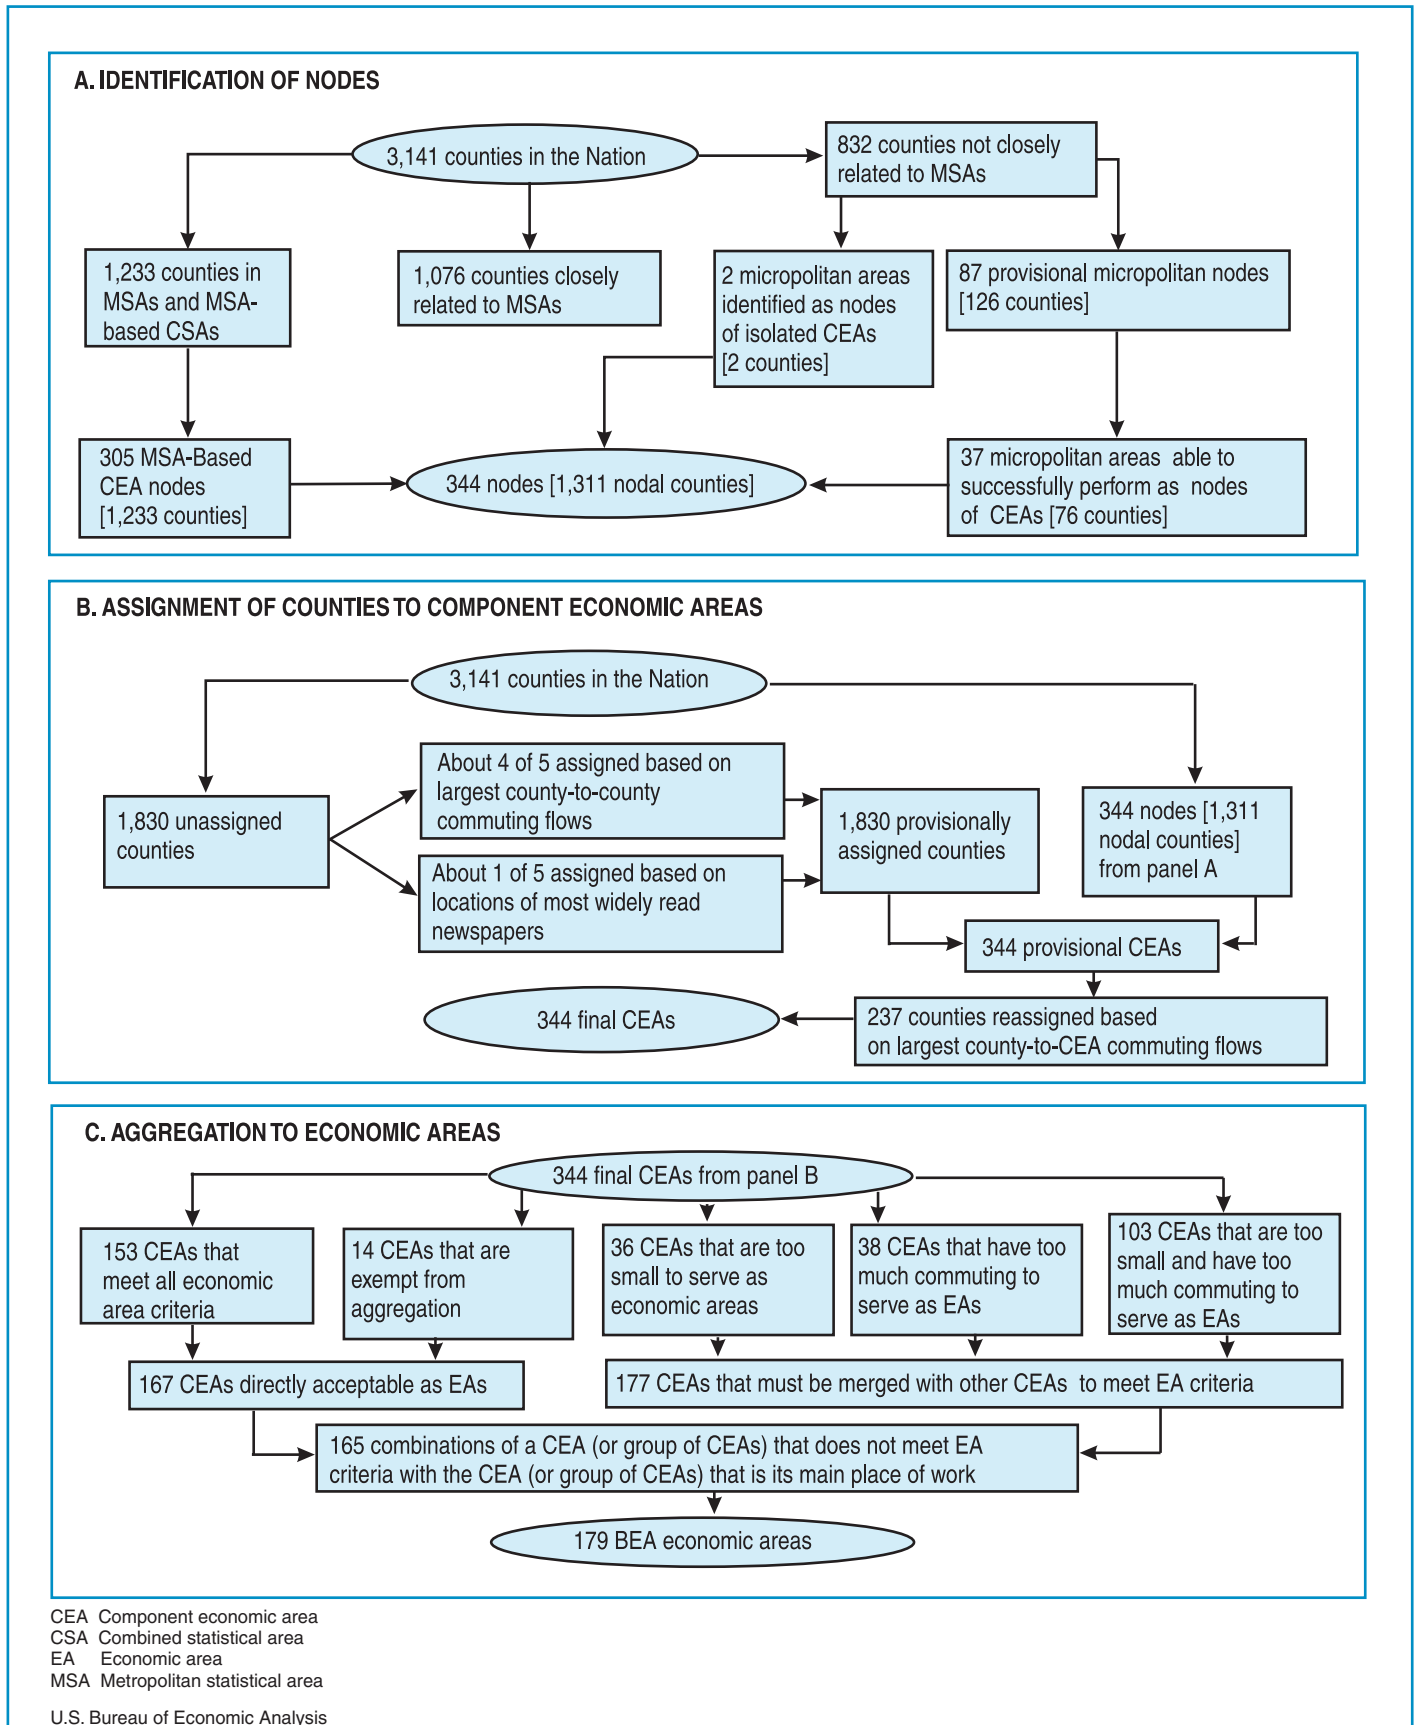 A. IDENTIFICATION OF NODES
3,141 counties in the Nation
832 counties not closely
related to MSAs
1,233 counties in
MSAs and MSA-
based CSAs
1,076 counties closely
related to MSAs
2 micropolitan areas
identified as nodes
of isolated CEAs
[2 counties]
87 provisional micropolitan nodes
[126 counties]
305 MSA-Based
CEA nodes
[1,233 counties]
344 nodes [1,311 nodal counties]
37 micropolitan areas able to
successfully perform as nodes
of CEAs [76 counties]
B. ASSIGNMENT OF COUNTIES TO COMPONENT ECONOMIC AREAS
3,141 counties in the Nation
1,830 unassigned
counties
About 4 of 5 assigned based on
largest county-to-county
commuting flows
About 1 of 5 assigned based on
locations of most widely read
newspapers
1,830 provisionally
assigned counties
344 nodes [1,311
nodal counties]
from panel A
344 provisional CEAs
237 counties reassigned based
on largest county-to-CEA commuting flows
344 final CEAs
C. AGGREGATION TO ECONOMIC AREAS
344 final CEAs from panel B
153 CEAs that
meet all economic
area criteria
14 CEAs that are
exempt from
aggregation
36 CEAs that are too
small to serve as
economic areas
38 CEAs that have too
much commuting to
serve as EAs
103 CEAs that are too
small and have too
much commuting to
serve as EAs
167 CEAs directly acceptable as EAs
177 CEAs that must be merged with other CEAs to meet EA criteria
165 combinations of a CEA (or group of CEAs) that does not meet EA
criteria with the CEA (or group of CEAs) that is its main place of work
179 BEA economic areas
CEA Component economic area
CSA Combined statistical area
EA Economic area
MSA Metropolitan statistical area
U.S. Bureau of Economic Analysis